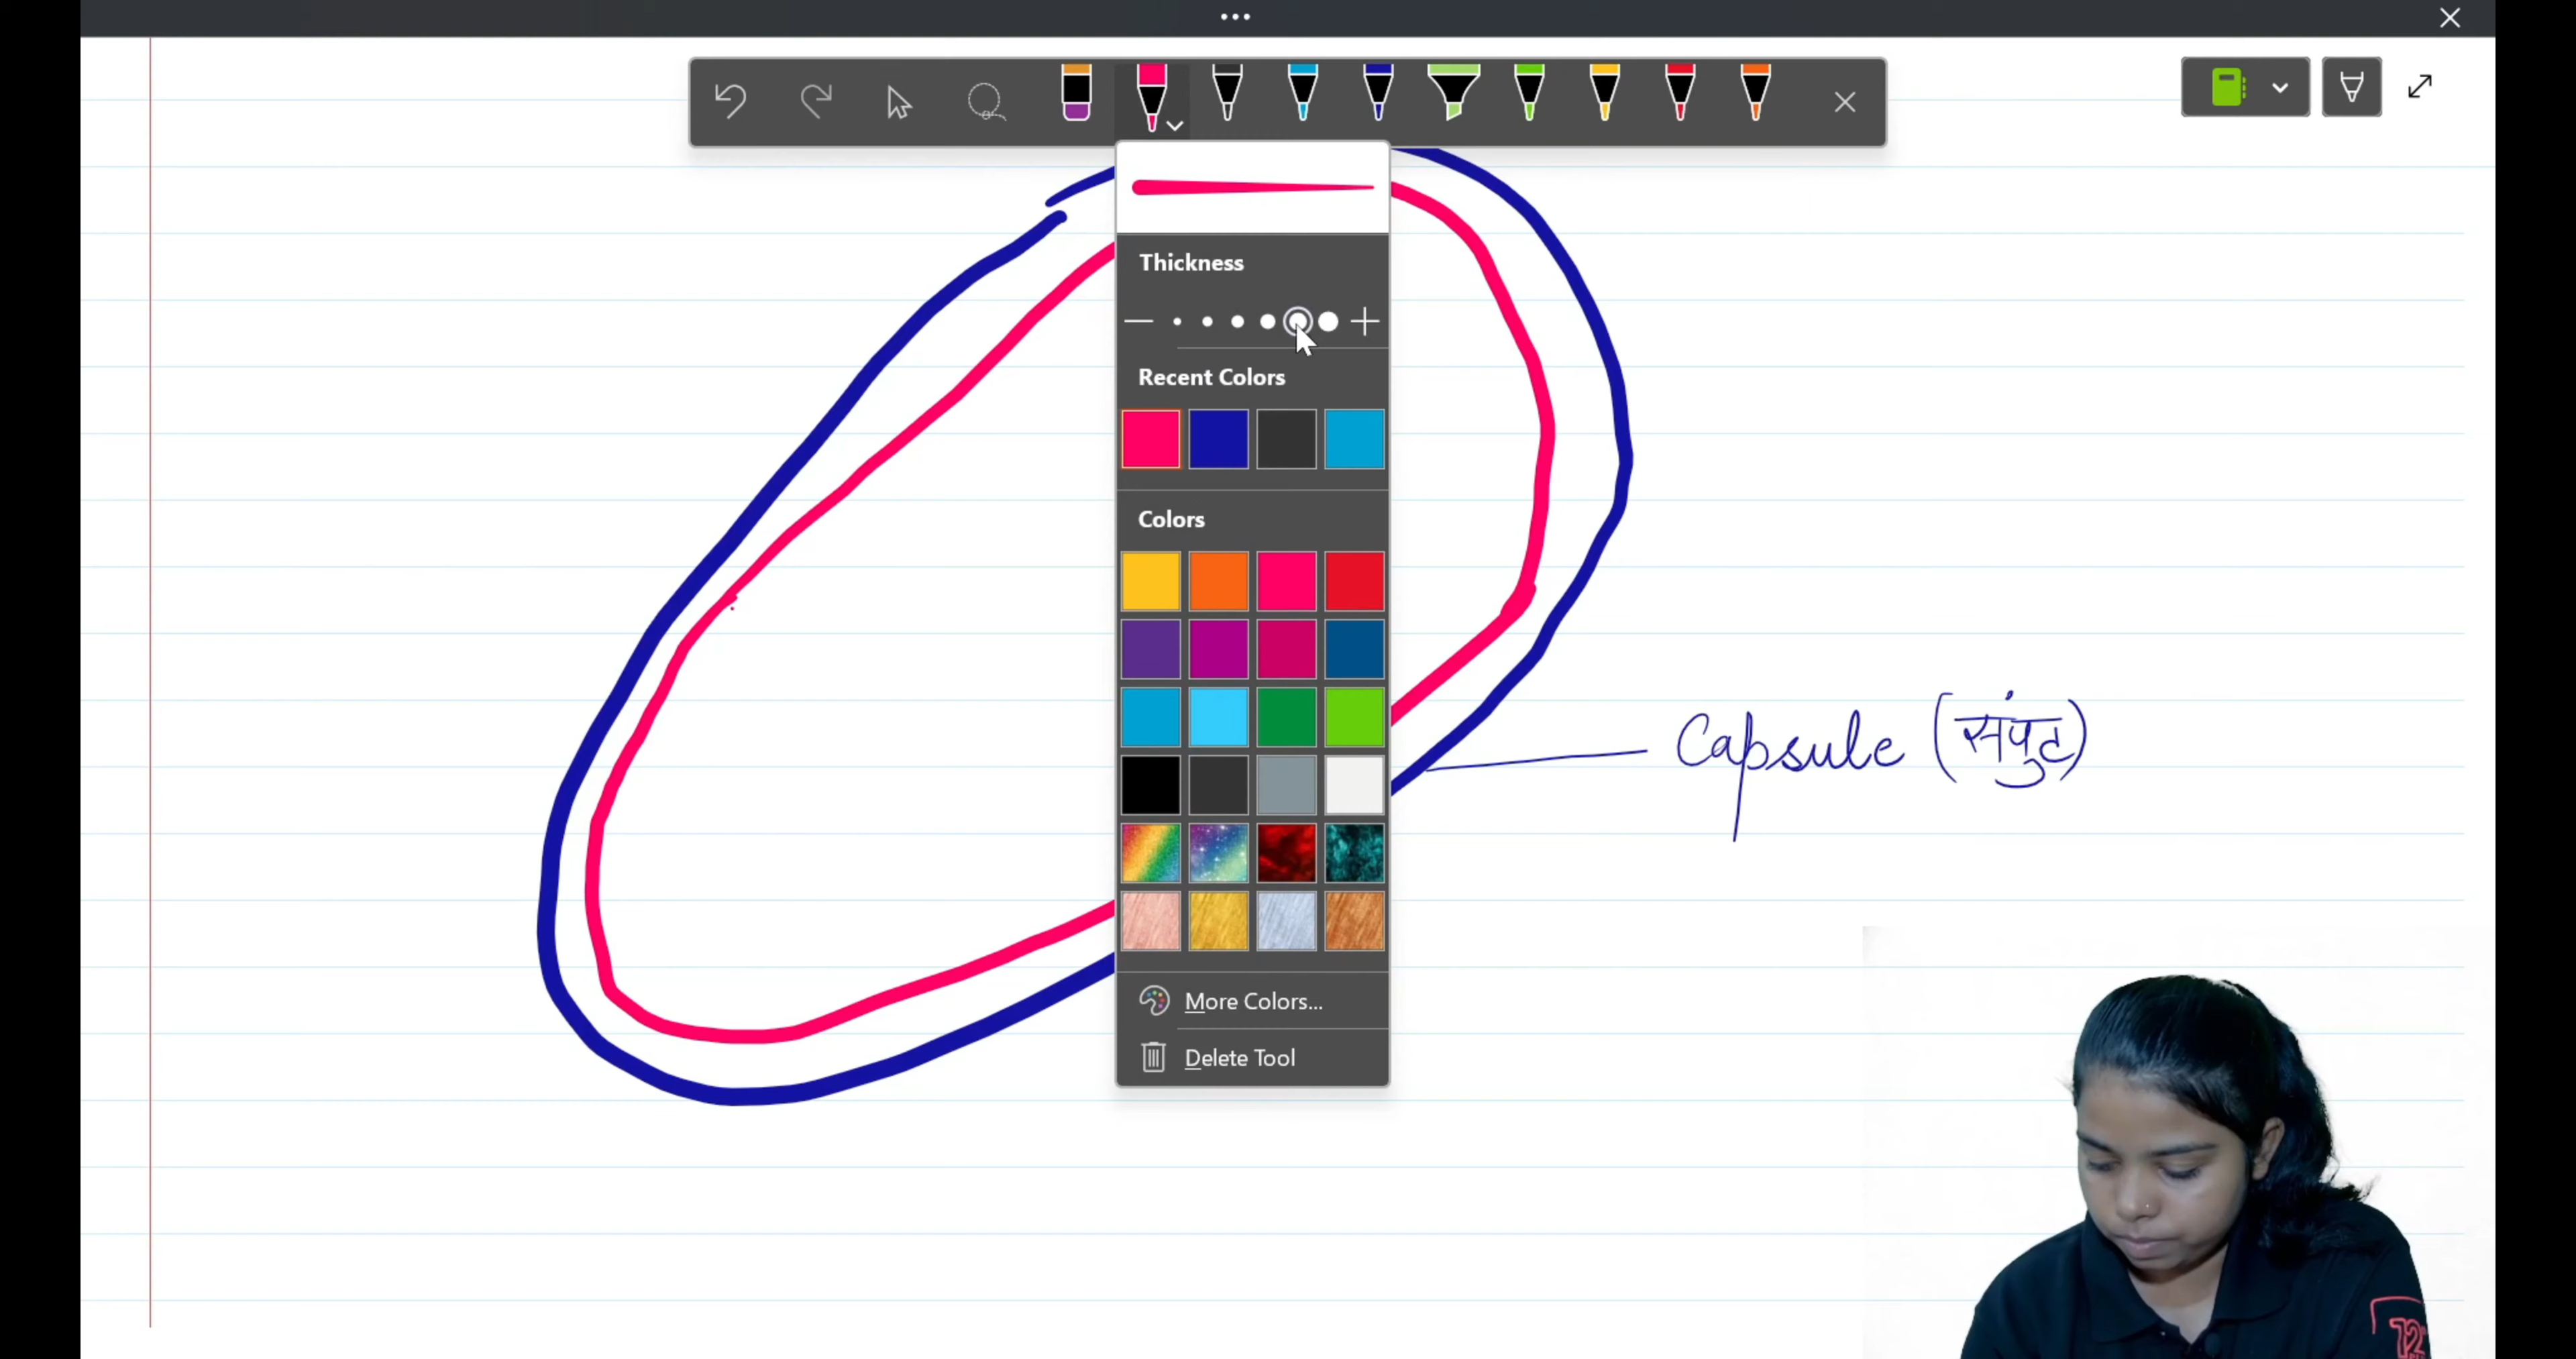 Thickness
Recent Colors
Colors
Capsule (संपुट)
More Colors...
Delete Tool